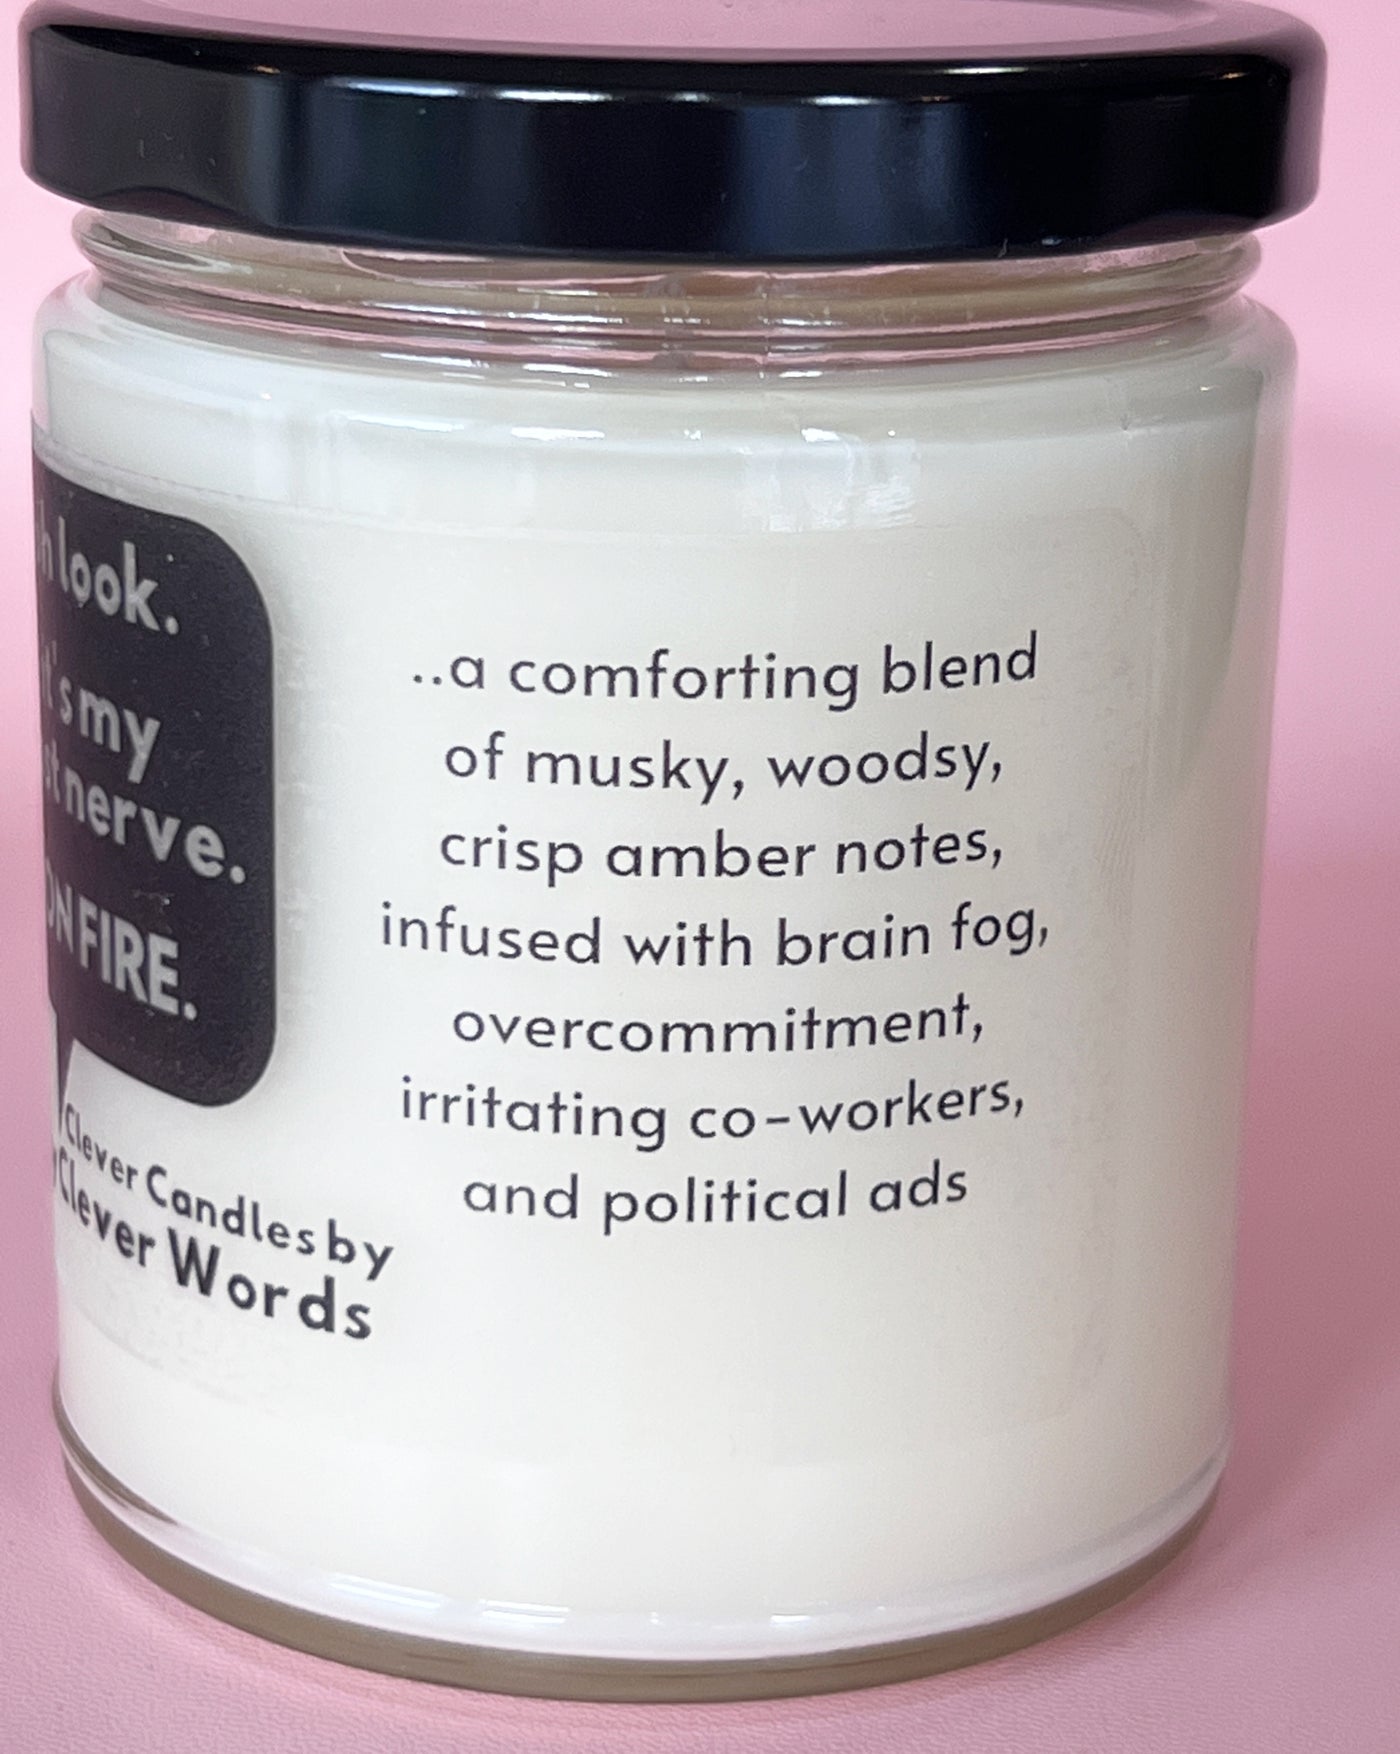 look.
my
nerve.
FIRE.
Clever Candles by
Clever Words
..a comforting blend
of musky, woodsy,
crisp amber notes,
infused with brain fog,
overcommitment,
irritating co-workers,
and political ads